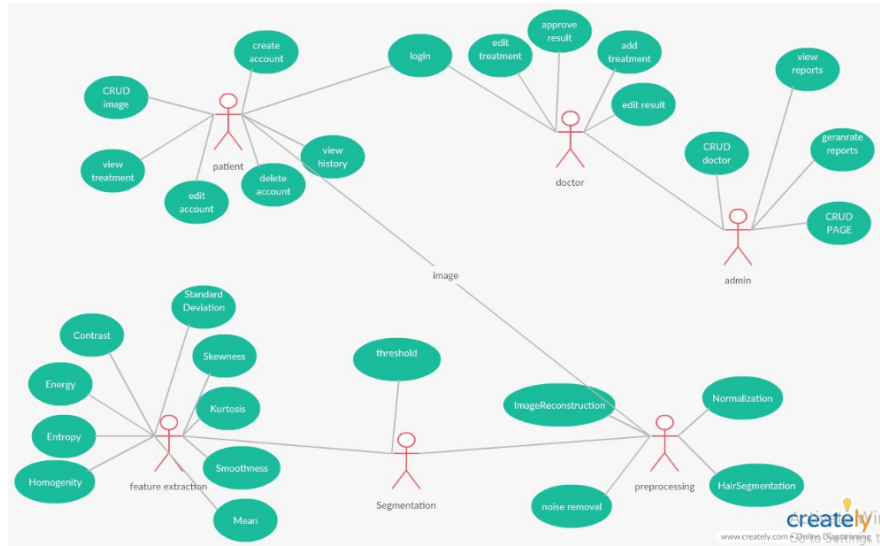 create
account
login
edit
treatment
approve
result
add
treatment
edit result
view
reports
CRUD
image
patient
view
treatment
edit
account
delete
account
view
history
doctor
CRUD
doctor
geranrate
reports
CRUD
PAGE
admin
image
Standard
Deviation
Contrast
Skewness
Energy
Kurtosis
Entropy
Homogenity
Smoothness
Mean
feature extraction
threshold
Segmentation
ImageReconstruction
Normalization
noise removal
HairSegmentation
preprocessing
creately
www.creately.com • Online Diagramming